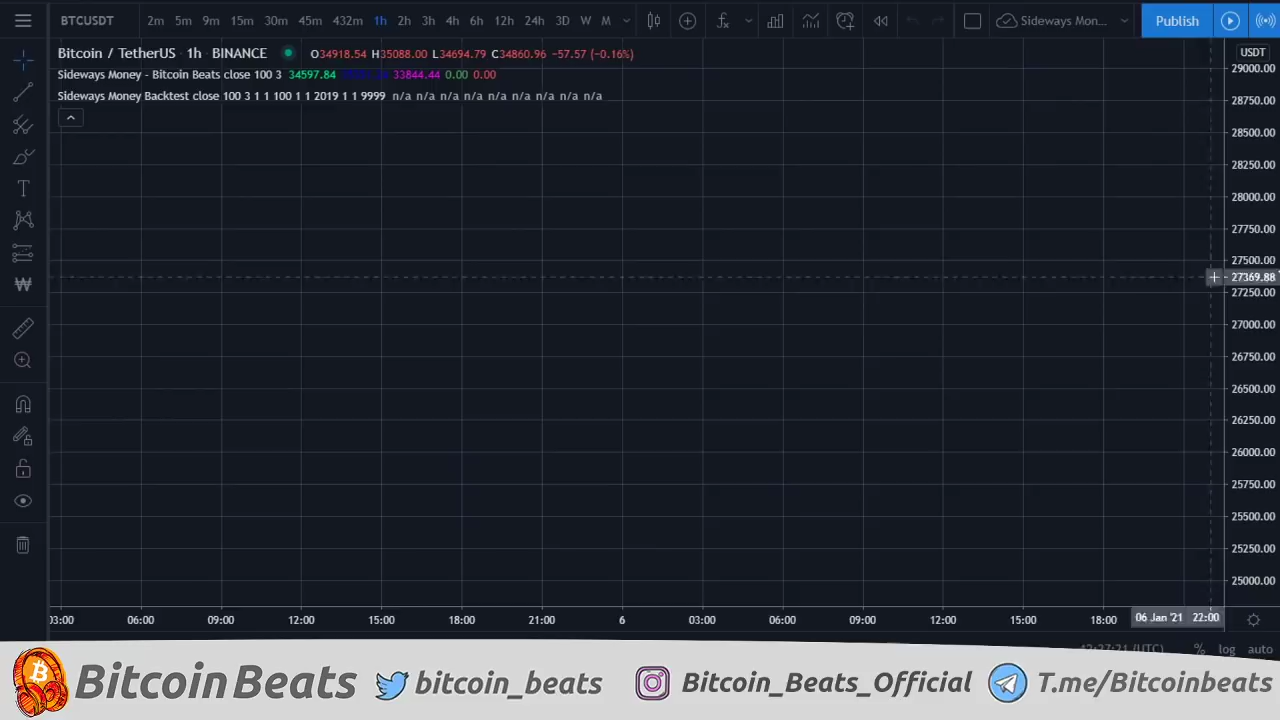 BTCUSDT 2m 5m 9m 15m 30m 45m 432m 1h 2h 3h 4h 6h 12h 24h 3D W M Sideways Mon... Publish
Bitcoin / TetherUS 1h BINANCE O34918.54 H35088.00 L34694.79 C34860.96 −57.57 (−0.16%) USDT
Sideways Money - Bitcoin Beats close 100 3 34597.84 33844.44 0.00 0.00
Sideways Money Backtest close 100 3 1 1 100 1 1 2019 1 1 9999 n/a n/a n/a n/a n/a n/a n/a n/a n/a
29000.00
28750.00
28500.00
28250.00
28000.00
27750.00
27500.00
27369.88
27250.00
27000.00
26750.00
26500.00
26250.00
26000.00
25750.00
25500.00
25250.00
25000.00
03:00 06:00 09:00 12:00 15:00 18:00 21:00 6 03:00 06:00 09:00 12:00 15:00 18:00 06 Jan '21 22:00
% log auto
BitcoinBeats bitcoin_beats Bitcoin_Beats_Official T.me/Bitcoinbeats